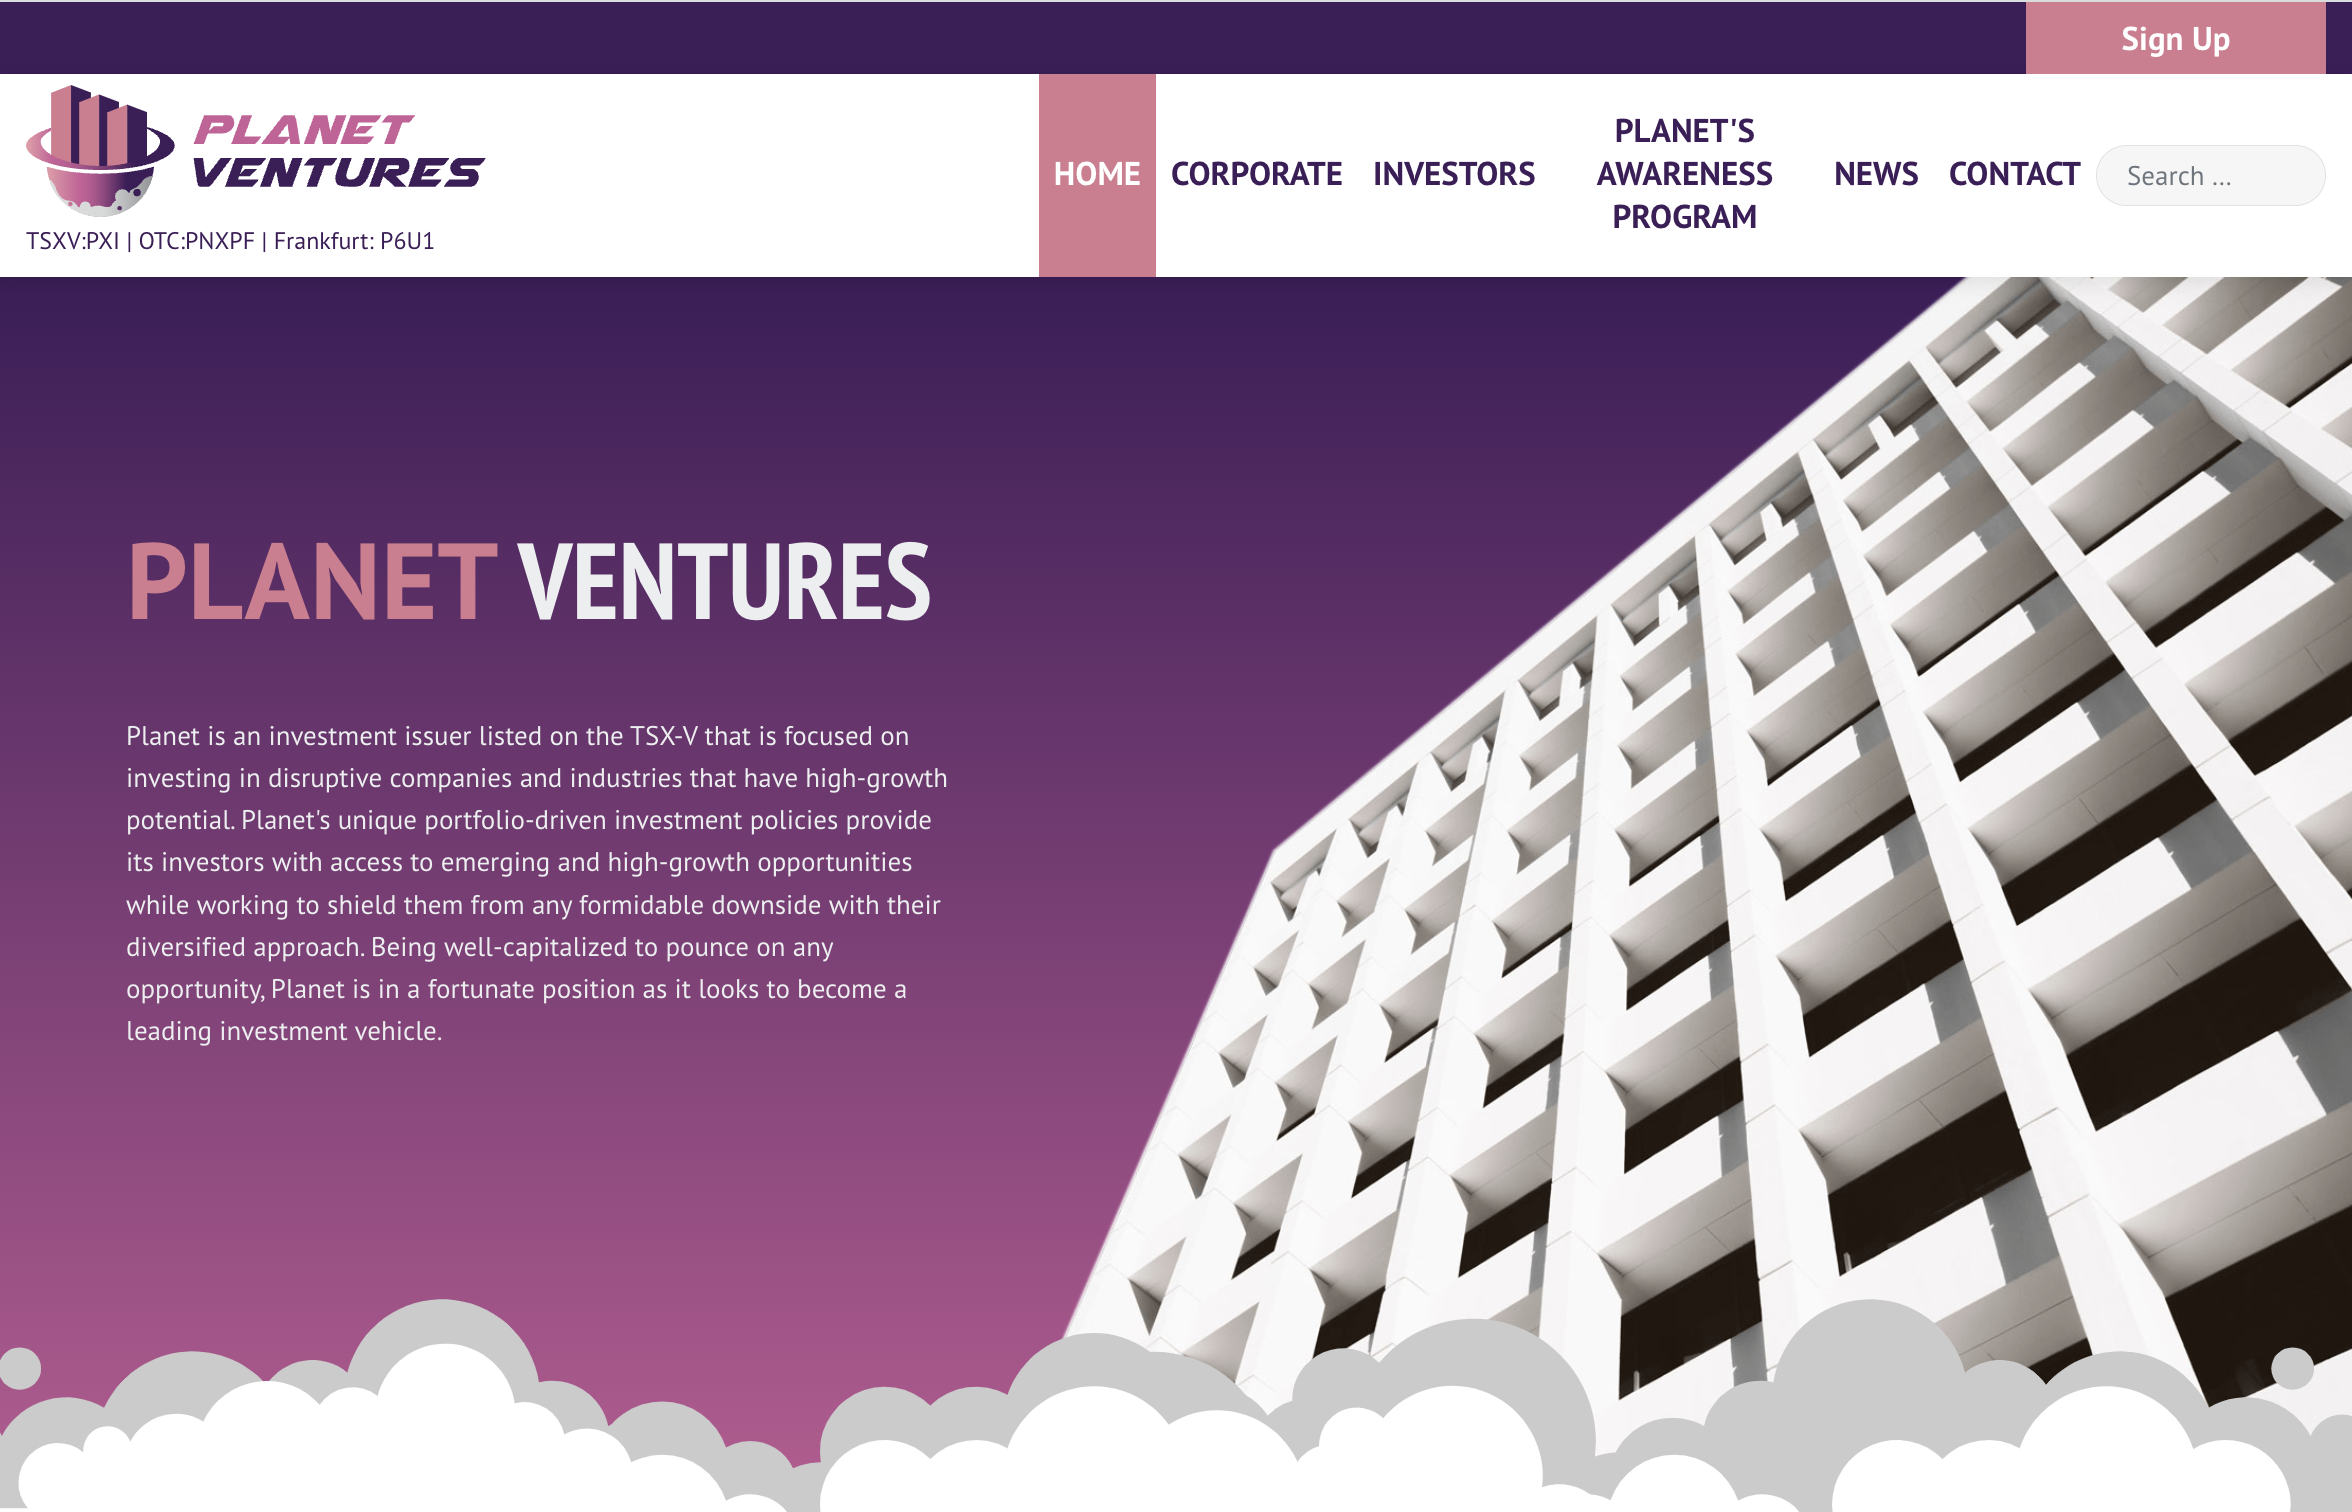 Sign Up
PLANET
VENTURES
TSXV:PXI | OTC:PNXPF | Frankfurt: P6U1
HOME
CORPORATE
INVESTORS
PLANET'S
AWARENESS
PROGRAM
NEWS
CONTACT
Search ...
PLANET VENTURES
Planet is an investment issuer listed on the TSX-V that is focused on
investing in disruptive companies and industries that have high-growth
potential. Planet's unique portfolio-driven investment policies provide
its investors with access to emerging and high-growth opportunities
while working to shield them from any formidable downside with their
diversified approach. Being well-capitalized to pounce on any
opportunity, Planet is in a fortunate position as it looks to become a
leading investment vehicle.